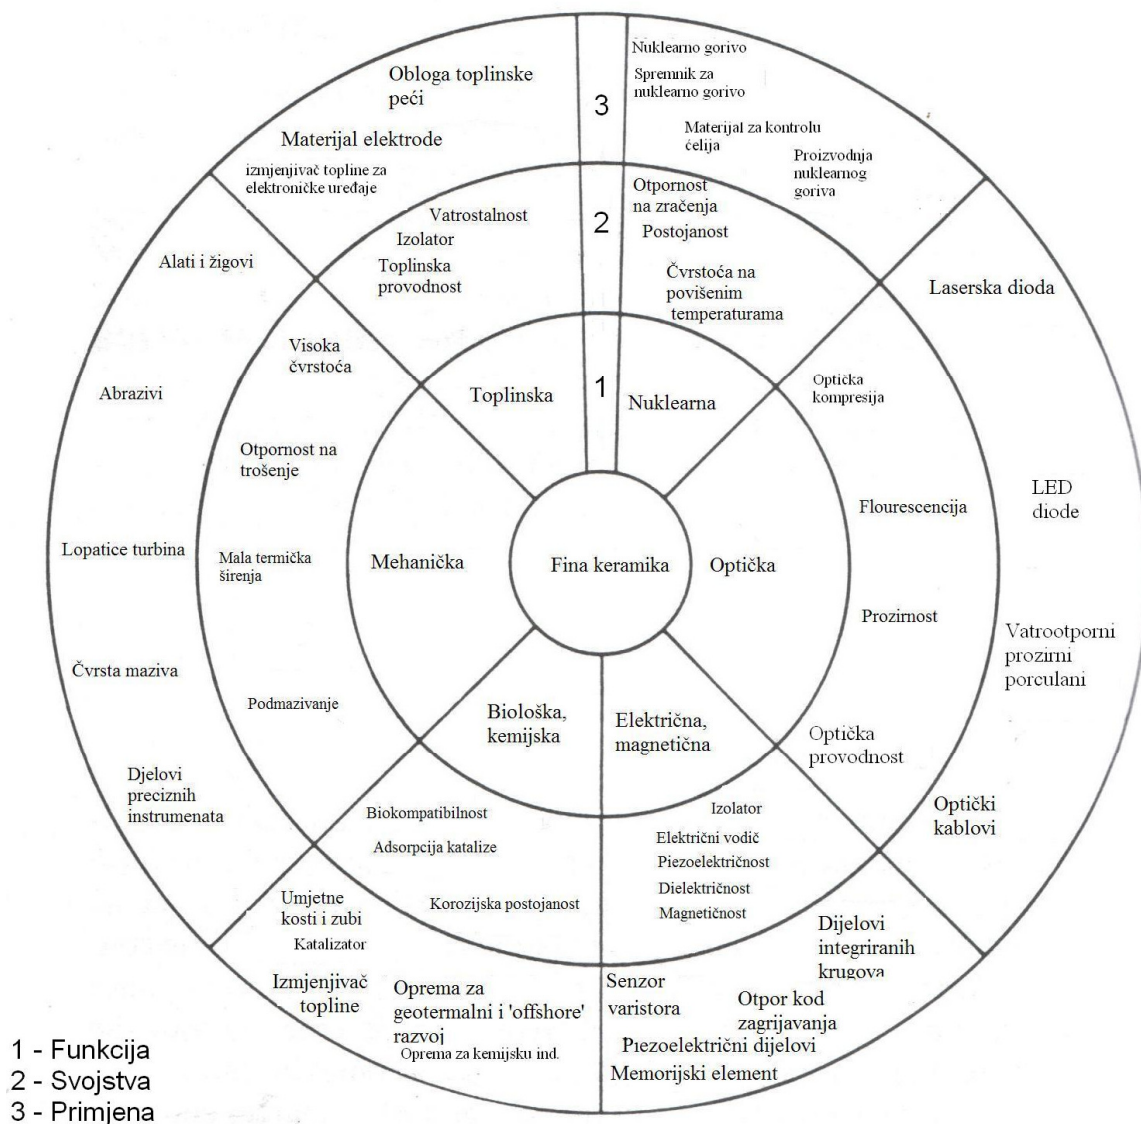 Nuklearno gorivo
Spremnik za
nuklearno gorivo
Materijal za kontrolu
ćelija
Proizvodnja
nuklearnog
goriva
Obloga toplinske
peći
Materijal elektrode
izmjenjivač topline za
elektroničke uređaje
3
Otpornost
na zračenja
Postojanost
Čvrstoća na
povišenim
temperaturama
2
Vatrostalnost
Izolator
Toplinska
provodnost
Alati i žigovi
Laserska dioda
Visoka
čvrstoća
Abrazivi
Toplinska
1
Nuklearna
Optička
kompresija
Otpornost na
trošenje
Flourescencija
LED
diode
Lopatice turbina
Mala termička
širenja
Mehanička
Fina keramika
Optička
Prozirnost
Vatrootporni
prozirni
porculani
Čvrsta maziva
Podmazivanje
Biološka,
kemijska
Električna,
magnetična
Optička
provodnost
Djelovi
preciznih
instrumenata
Optički
kablovi
Biokompatibilnost
Adsorpcija katalize
Korozijska postojanost
Izolator
Električni vodič
Piezoelektričnost
Dielektričnost
Magnetičnost
Umjetne
kosti i zubi
Katalizator
Izmjenjivač
topline
Oprema za
geotermalni i 'offshore'
razvoj
Oprema za kemijsku ind.
Dijelovi
integriranih
krugova
Senzor
varistora
Otpor kod
zagrijavanja
Piezoelektrični dijelovi
Memorijski element
1 - Funkcija
2 - Svojstva
3 - Primjena